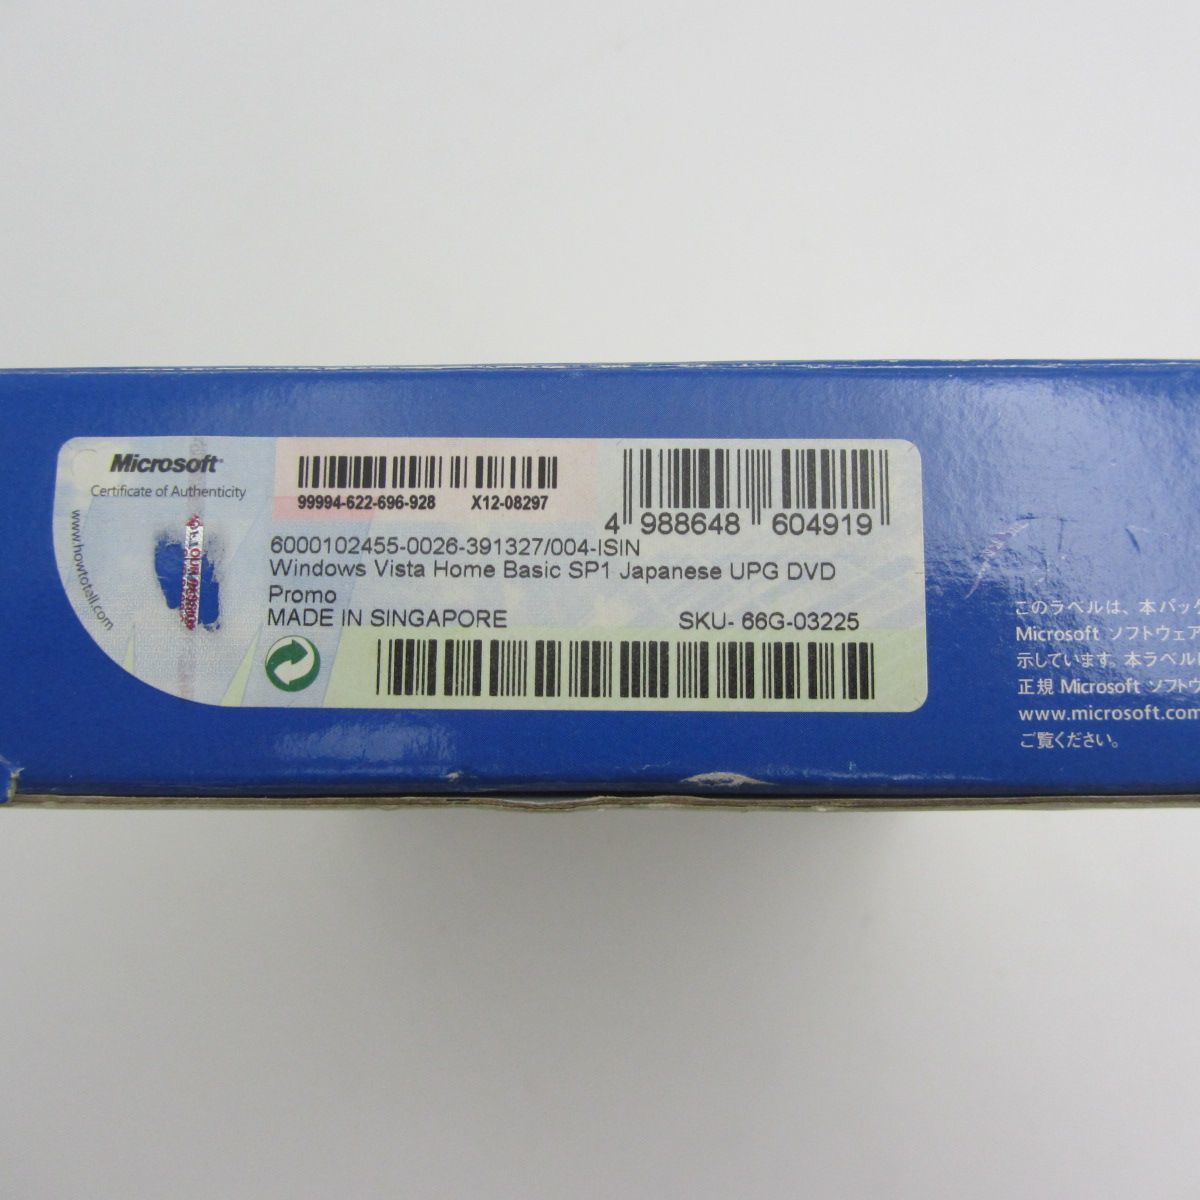 Microsoft
Certificate of Authenticity
www.howtotell.com
99994-622-696-928 X12-08297
4 988648 604919
6000102455-0026-391327/004-ISIN
Windows Vista Home Basic SP1 Japanese UPG DVD
Promo
MADE IN SINGAPORE SKU- 66G-03225
このラベルは、本パッ
Microsoft ソフトウェア
示しています。本ラベル
正規 Microsoft ソフトウ
www.microsoft.com
ご覧ください。